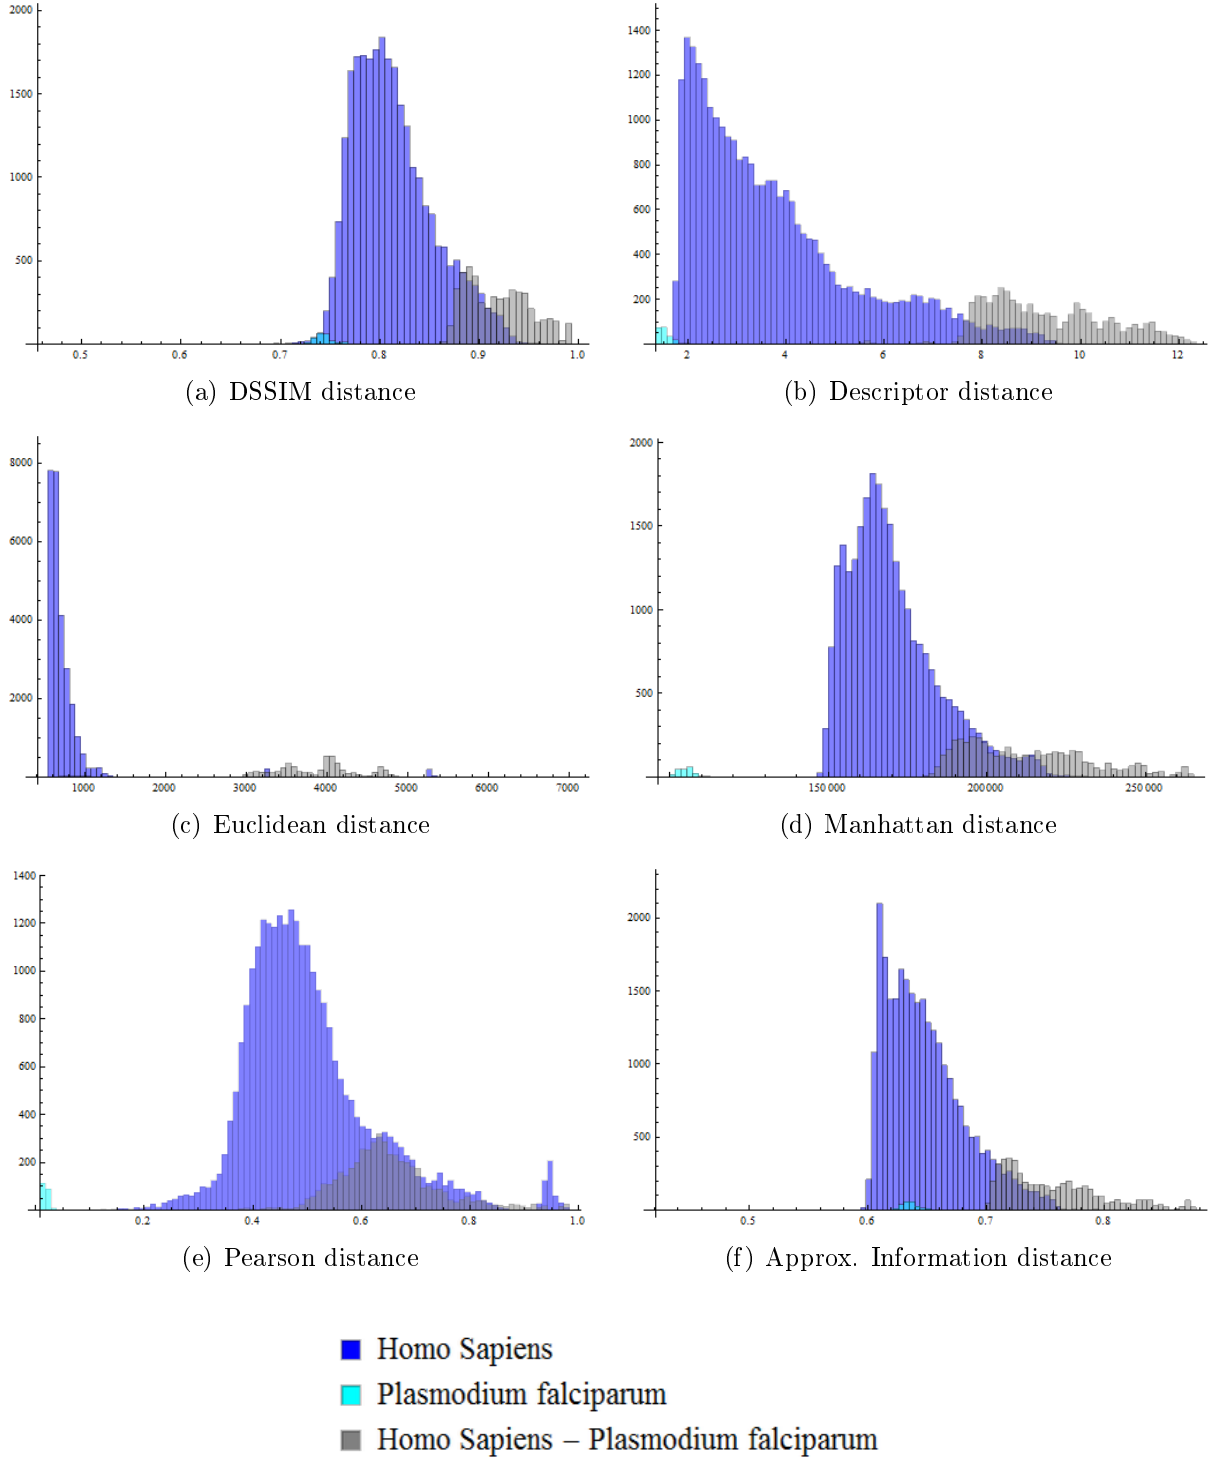 2000
1500
1000
500
0.5 0.6 0.7 0.8 0.9 1.0
(a) DSSIM distance
1400
1200
1000
800
600
400
200
2 4 6 8 10 12
(b) Descriptor distance
8000
6000
4000
2000
1000 2000 3000 4000 5000 6000 7000
(c) Euclidean distance
2000
1500
1000
500
150 000 200 000 250 000
(d) Manhattan distance
1400
1200
1000
800
600
400
200
0.2 0.4 0.6 0.8 1.0
(e) Pearson distance
2000
1500
1000
500
0.5 0.6 0.7 0.8
(f) Approx. Information distance
Homo Sapiens
Plasmodium falciparum
Homo Sapiens – Plasmodium falciparum